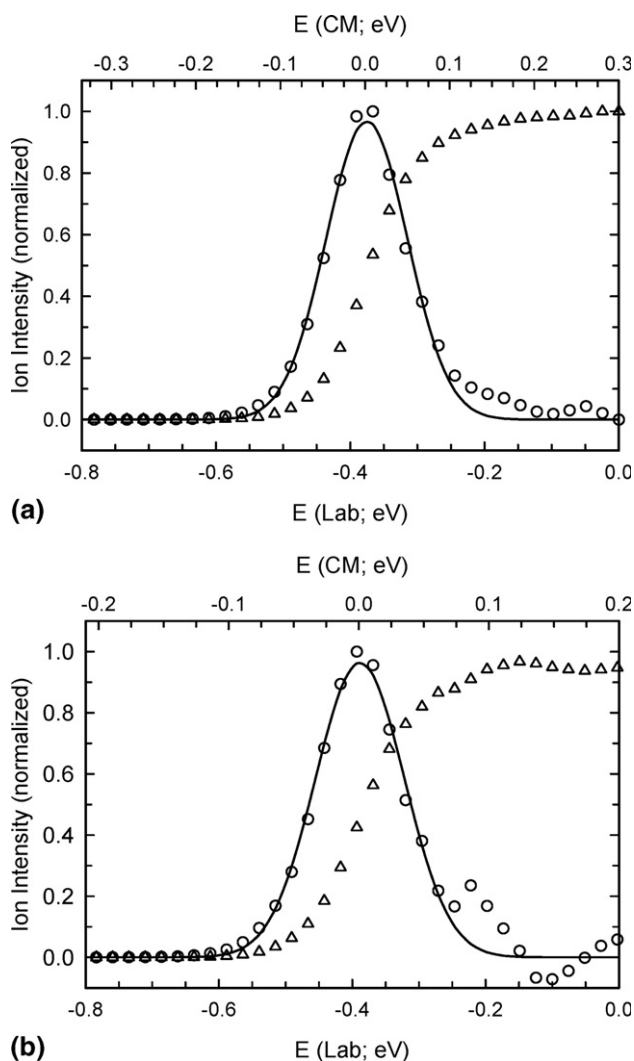 E (CM; eV)
-0.3 -0.2 -0.1 0.0 0.1 0.2 0.3
Ion Intensity (normalized)
1.0
0.8
0.6
0.4
0.2
0.0
-0.8 -0.6 -0.4 -0.2 0.0
(a)
E (Lab; eV)
E (CM; eV)
-0.2 -0.1 0.0 0.1 0.2
Ion Intensity (normalized)
1.0
0.8
0.6
0.4
0.2
0.0
-0.8 -0.6 -0.4 -0.2 0.0
(b)
E (Lab; eV)